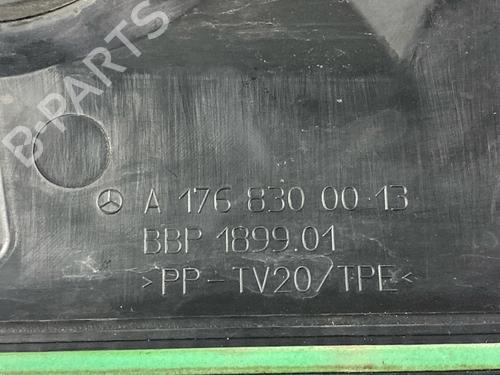 B-PARTS
A 176 830 00 13
BBP 1899.01
>PP-TV20/TPE<